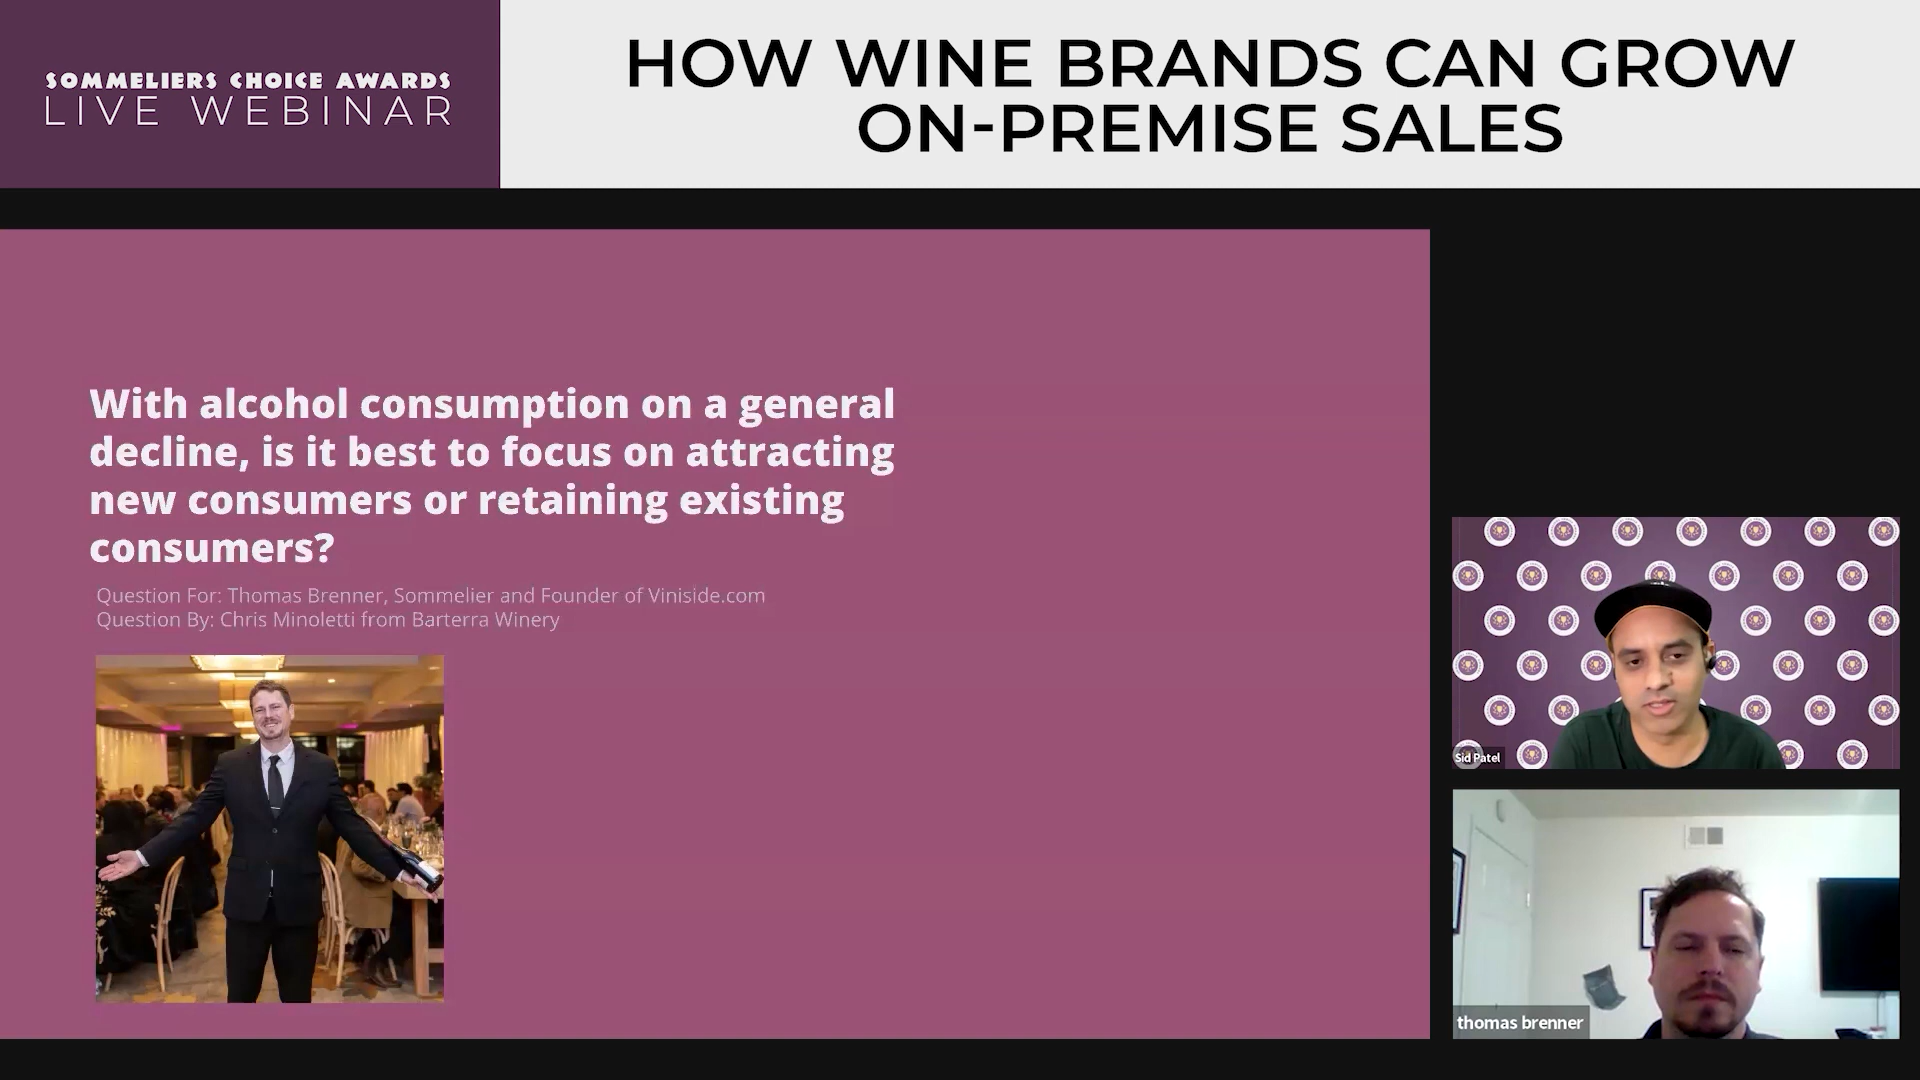 SOMMELIERS CHOICE AWARDS
LIVE WEBINAR
HOW WINE BRANDS CAN GROW
ON-PREMISE SALES
With alcohol consumption on a general
decline, is it best to focus on attracting
new consumers or retaining existing
consumers?
Question For: Thomas Brenner, Sommelier and Founder of Viniside.com
Question By: Chris Minoletti from Barterra Winery
Sid Patel
thomas brenner